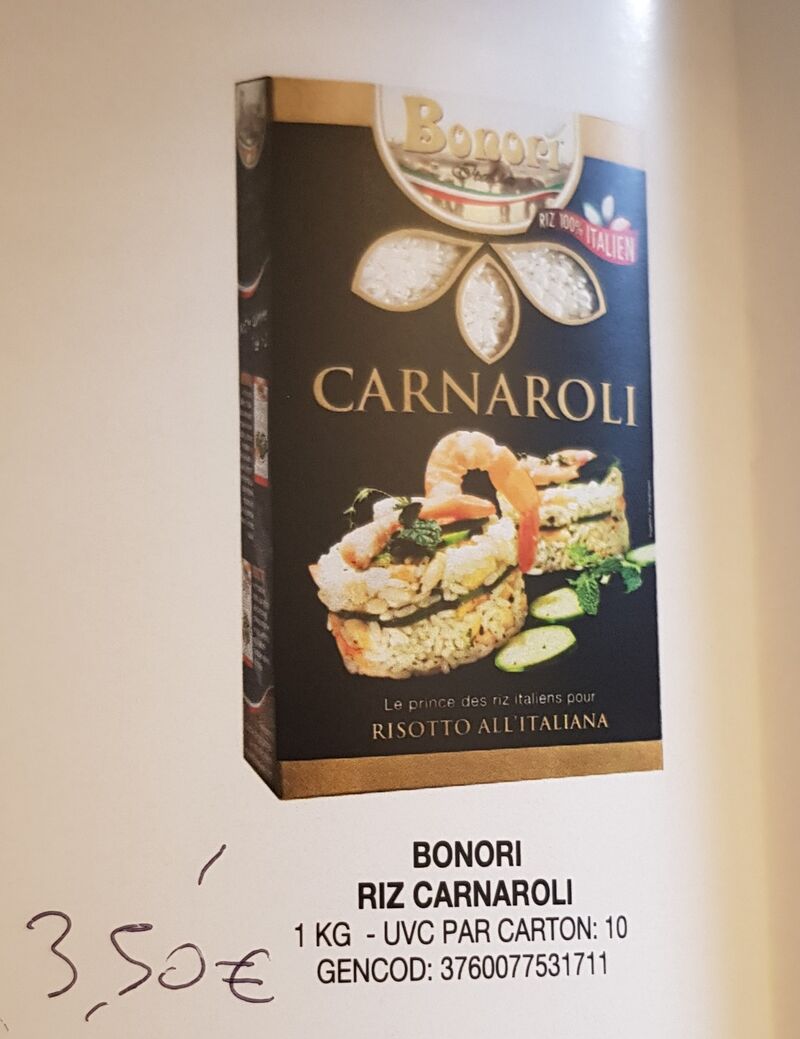 Bonori
RIZ 100% ITALIEN
CARNAROLI
Le prince des riz italiens pour
RISOTTO ALL'ITALIANA
BONORI
RIZ CARNAROLI
1 KG - UVC PAR CARTON: 10
GENCOD: 3760077531711
3,50€